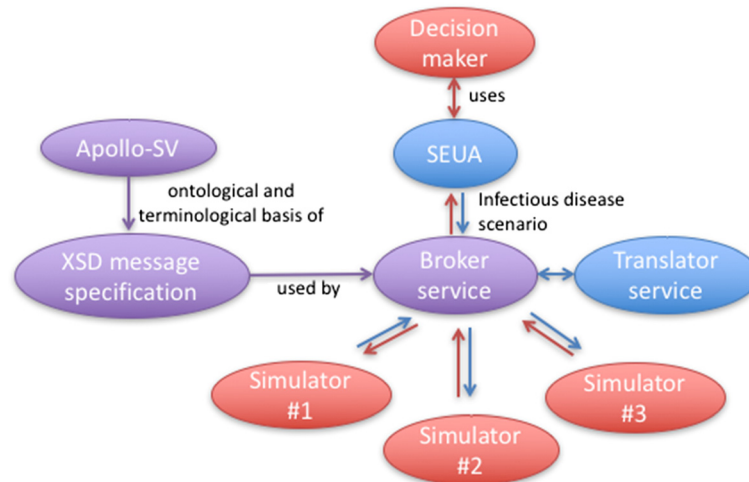 Decision
maker
uses
Apollo-SV
SEUA
ontological and
terminological basis of
Infectious disease
scenario
XSD message
specification
used by
Broker
service
Translator
service
Simulator
#1
Simulator
#2
Simulator
#3